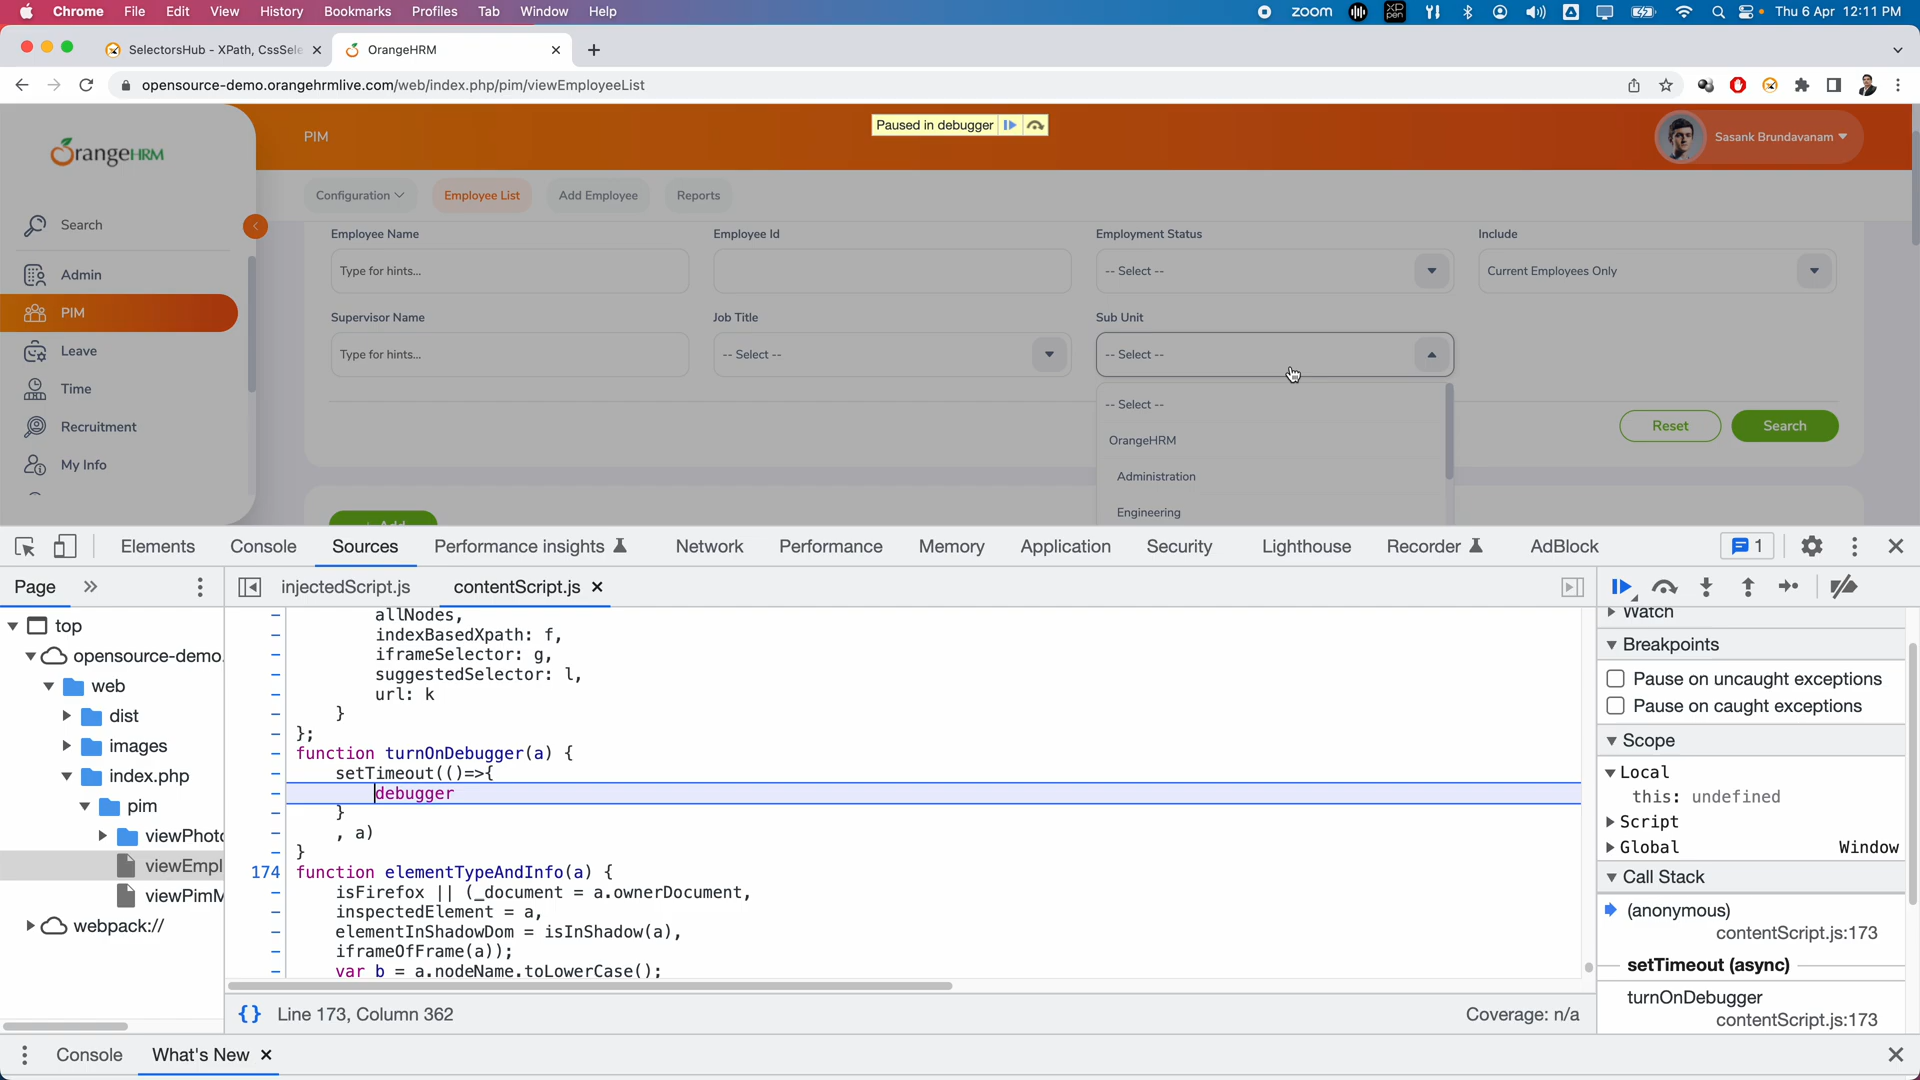 Chrome File Edit View History Bookmarks Profiles Tab Window Help zoom XP pen Thu 6 Apr 12:11 PM
SelectorsHub - XPath, CssSele OrangeHRM
opensource-demo.orangehrmlive.com/web/index.php/pim/viewEmployeeList
OrangeHRM PIM Paused in debugger Sasank Brundavanam
Configuration Employee List Add Employee Reports
Search
Admin
PIM
Leave
Time
Recruitment
My Info
Employee Name Employee Id Employment Status Include
Type for hints... -- Select -- Current Employees Only
Supervisor Name Job Title Sub Unit
Type for hints... -- Select -- -- Select --
-- Select --
OrangeHRM
Administration
Engineering
Reset Search
+ Add
Elements Console Sources Performance insights Network Performance Memory Application Security Lighthouse Recorder AdBlock 1
Page injectedScript.js contentScript.js
top
opensource-demo.
web
dist
images
index.php
pim
viewPhoto
viewEmpl
viewPimM
webpack://
allNodes,
indexBasedXpath: f,
iframeSelector: g,
suggestedSelector: l,
url: k
}
};
function turnOnDebugger(a) {
setTimeout(()=>{
debugger
}
, a)
}
174 function elementTypeAndInfo(a) {
isFirefox || (_document = a.ownerDocument,
inspectedElement = a,
elementInShadowDom = isInShadow(a),
iframeOfFrame(a));
var b = a.nodeName.toLowerCase();
{} Line 173, Column 362 Coverage: n/a
Watch
Breakpoints
Pause on uncaught exceptions
Pause on caught exceptions
Scope
Local
this: undefined
Script
Global Window
Call Stack
(anonymous)
contentScript.js:173
setTimeout (async)
turnOnDebugger
contentScript.js:173
Console What's New